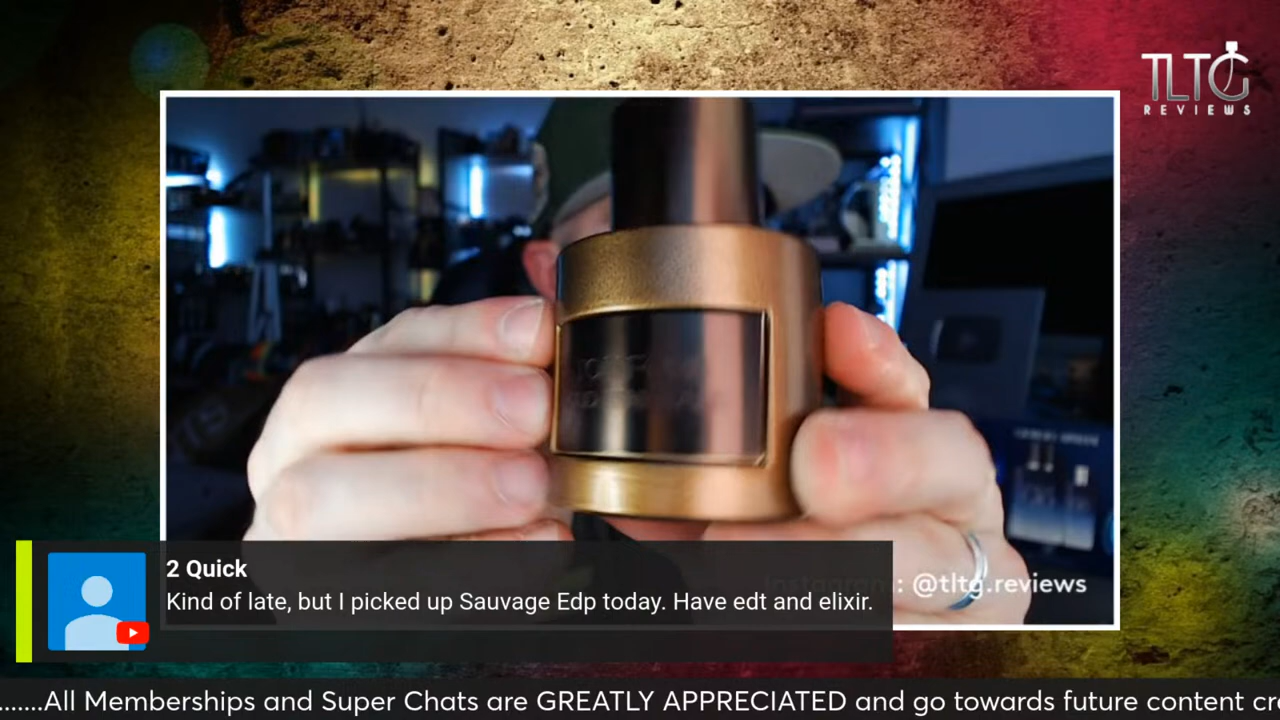 TLTG
REVIEWS
2 Quick
Kind of late, but I picked up Sauvage Edp today. Have edt and elixir.
: @tltg.reviews
.......All Memberships and Super Chats are GREATLY APPRECIATED and go towards future content cr